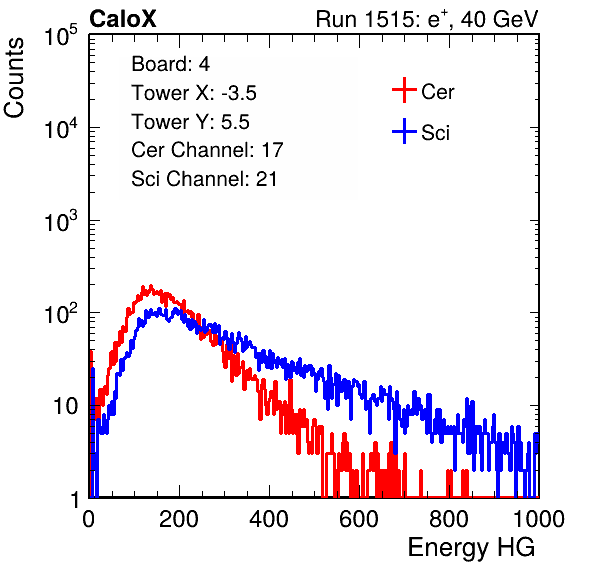 CaloX Run 1515: e⁺, 40 GeV
Counts
10⁵
10⁴
10³
10²
10
1
Board: 4
Tower X: -3.5
Tower Y: 5.5
Cer Channel: 17
Sci Channel: 21
Cer
Sci
0 200 400 600 800 1000
Energy HG